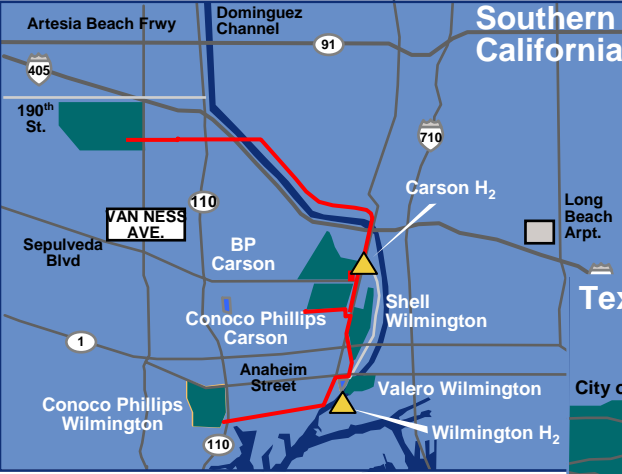 Southern
California
Artesia Beach Frwy
Dominguez
Channel
91
405
190th
St.
710
Carson H2
110
VAN NESS
AVE.
Long
Beach
Arpt.
BP
Carson
Sepulveda
Blvd
Tex
Shell
Wilmington
Conoco Phillips
Carson
1
Anaheim
Street
City o
Valero Wilmington
Conoco Phillips
Wilmington
Wilmington H2
110